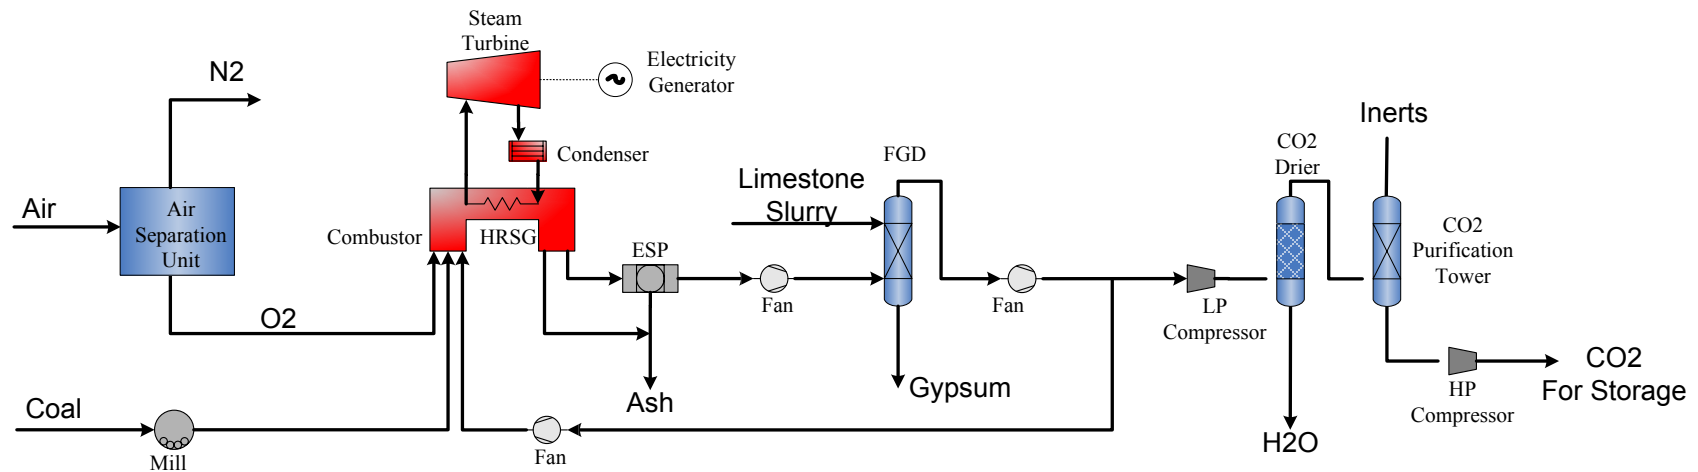 Steam
Turbine
Electricity
Generator
N2
Condenser
Inerts
CO2
Drier
FGD
Limestone
Slurry
Air
Air
Separation
Unit
Combustor
HRSG
ESP
CO2
Purification
Tower
Fan
Fan
LP
Compressor
O2
Ash
Gypsum
CO2
For Storage
HP
Compressor
Coal
Mill
Fan
H2O